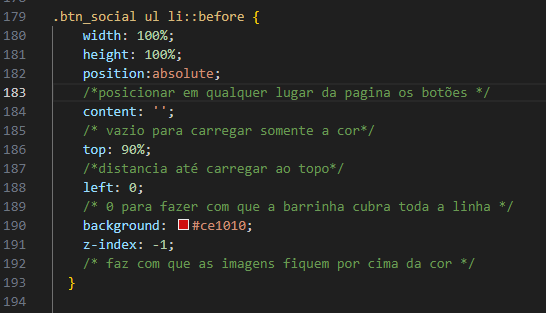 179 .btn_social ul li::before {
180 width: 100%;
181 height: 100%;
182 position:absolute;
183 /*posicionar em qualquer lugar da pagina os botões */
184 content: '';
185 /* vazio para carregar somente a cor*/
186 top: 90%;
187 /*distancia até carregar ao topo*/
188 left: 0;
189 /* 0 para fazer com que a barrinha cubra toda a linha */
190 background: #ce1010;
191 z-index: -1;
192 /* faz com que as imagens fiquem por cima da cor */
193 }
194